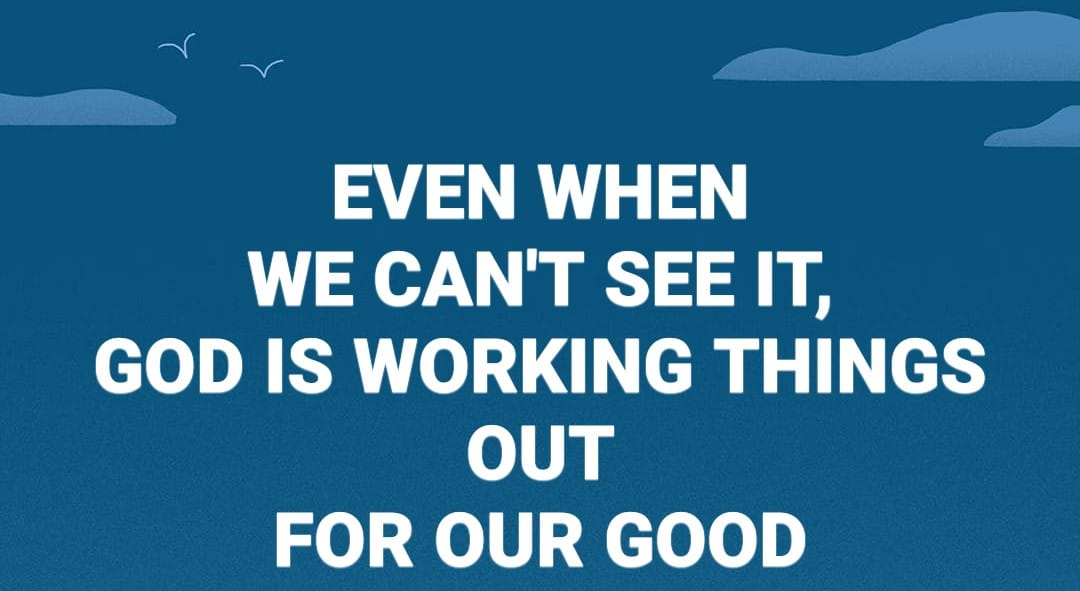 EVEN WHEN
WE CAN'T SEE IT,
GOD IS WORKING THINGS
OUT
FOR OUR GOOD